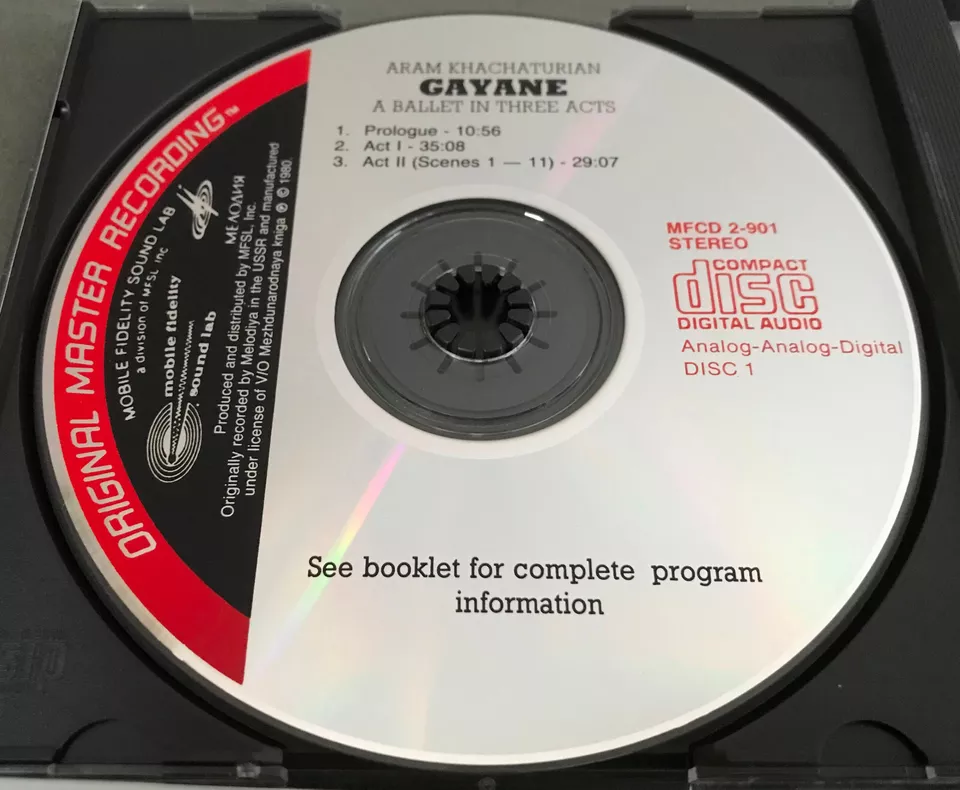 ARAM KHACHATURIAN
GAYANE
A BALLET IN THREE ACTS
1. Prologue - 10:56
2. Act I - 35:08
3. Act II (Scenes 1 — 11) - 29:07
ORIGINAL MASTER RECORDING™
MOBILE FIDELITY SOUND LAB
a division of MFSL INC
mobile fidelity
sound lab
МЕЛОДИЯ
Produced and distributed by MFSL, Inc.
Originally recorded by Melodiya in the USSR and manufactured
under license of V/O Mezhdunarodnaya kniga ℗ © 1980.
MFCD 2-901
STEREO
COMPACT
disc
DIGITAL AUDIO
Analog-Analog-Digital
DISC 1
See booklet for complete program
information